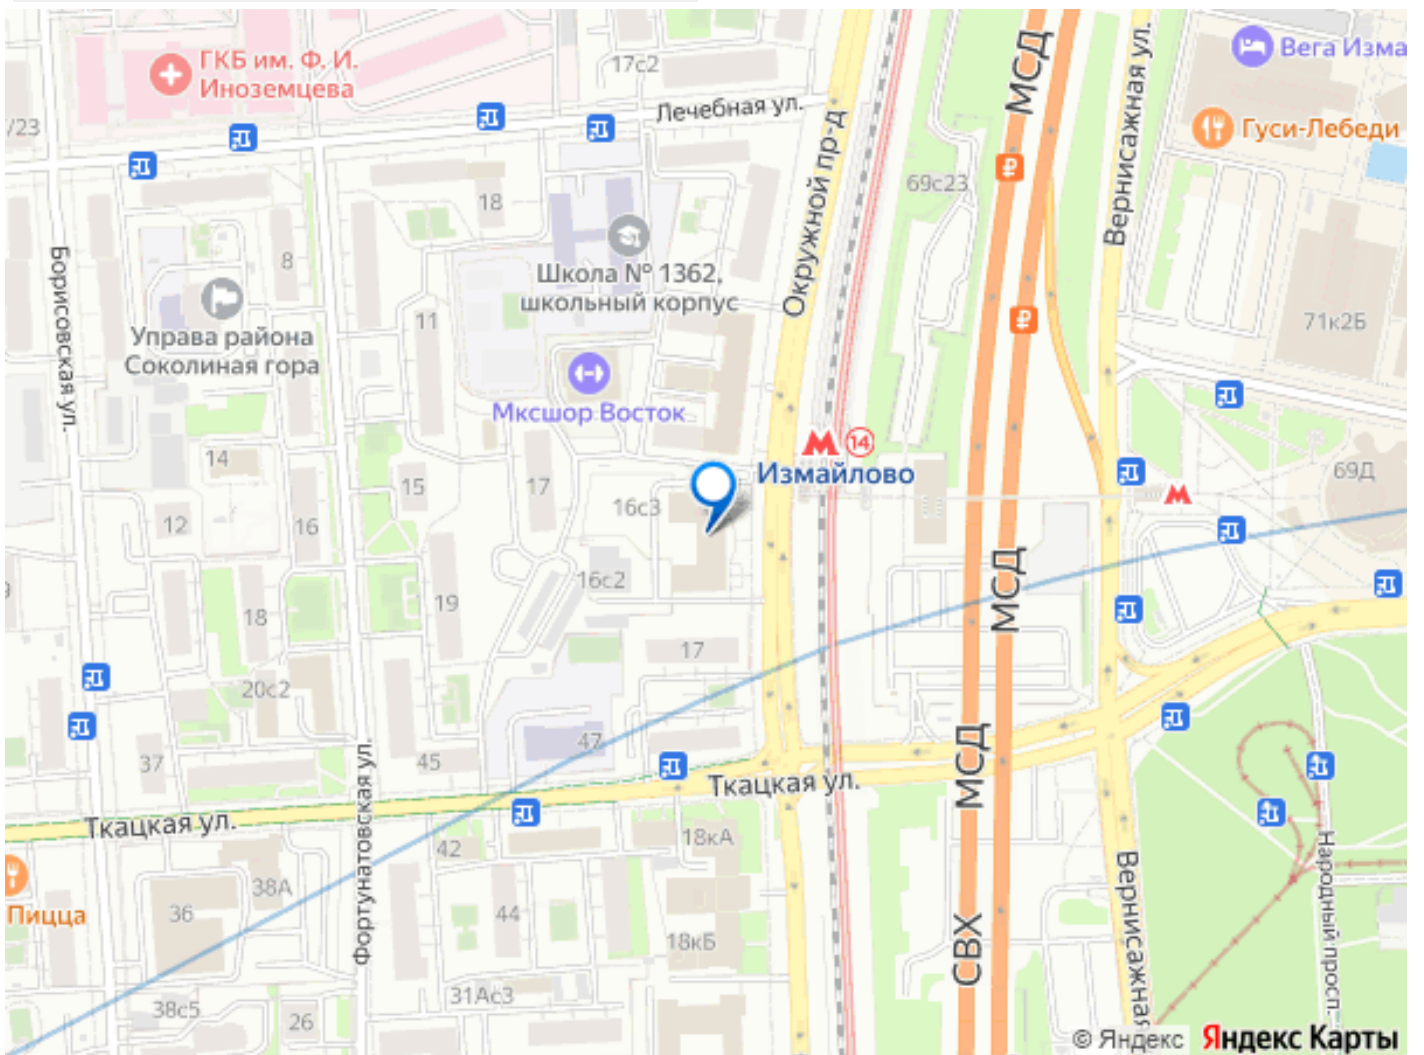 ГКБ им. Ф. И.
Иноземцева
17с2
Лечебная ул.
МСД
Вернисажная ул.
Вега Изма
Гуси-Лебеди
/23
18
69с23
Окружной пр-д
Борисовская ул.
8
Школа № 1362,
школьный корпус
Управа района
Соколиная гора
11
71к2Б
Мксшор Восток
14
Измайлово
14
15
17
16с3
69Д
12
16
МСД
16с2
18
19
17
20с2
37
45
47
Фортунатовская ул.
МСД
Ткацкая ул.
Ткацкая ул.
42
18кА
38А
Пицца
36
44
18кБ
СВХ
Вернисажная
Народный просп.
38с5
26
31Ас3
© Яндекс Яндекс Карты